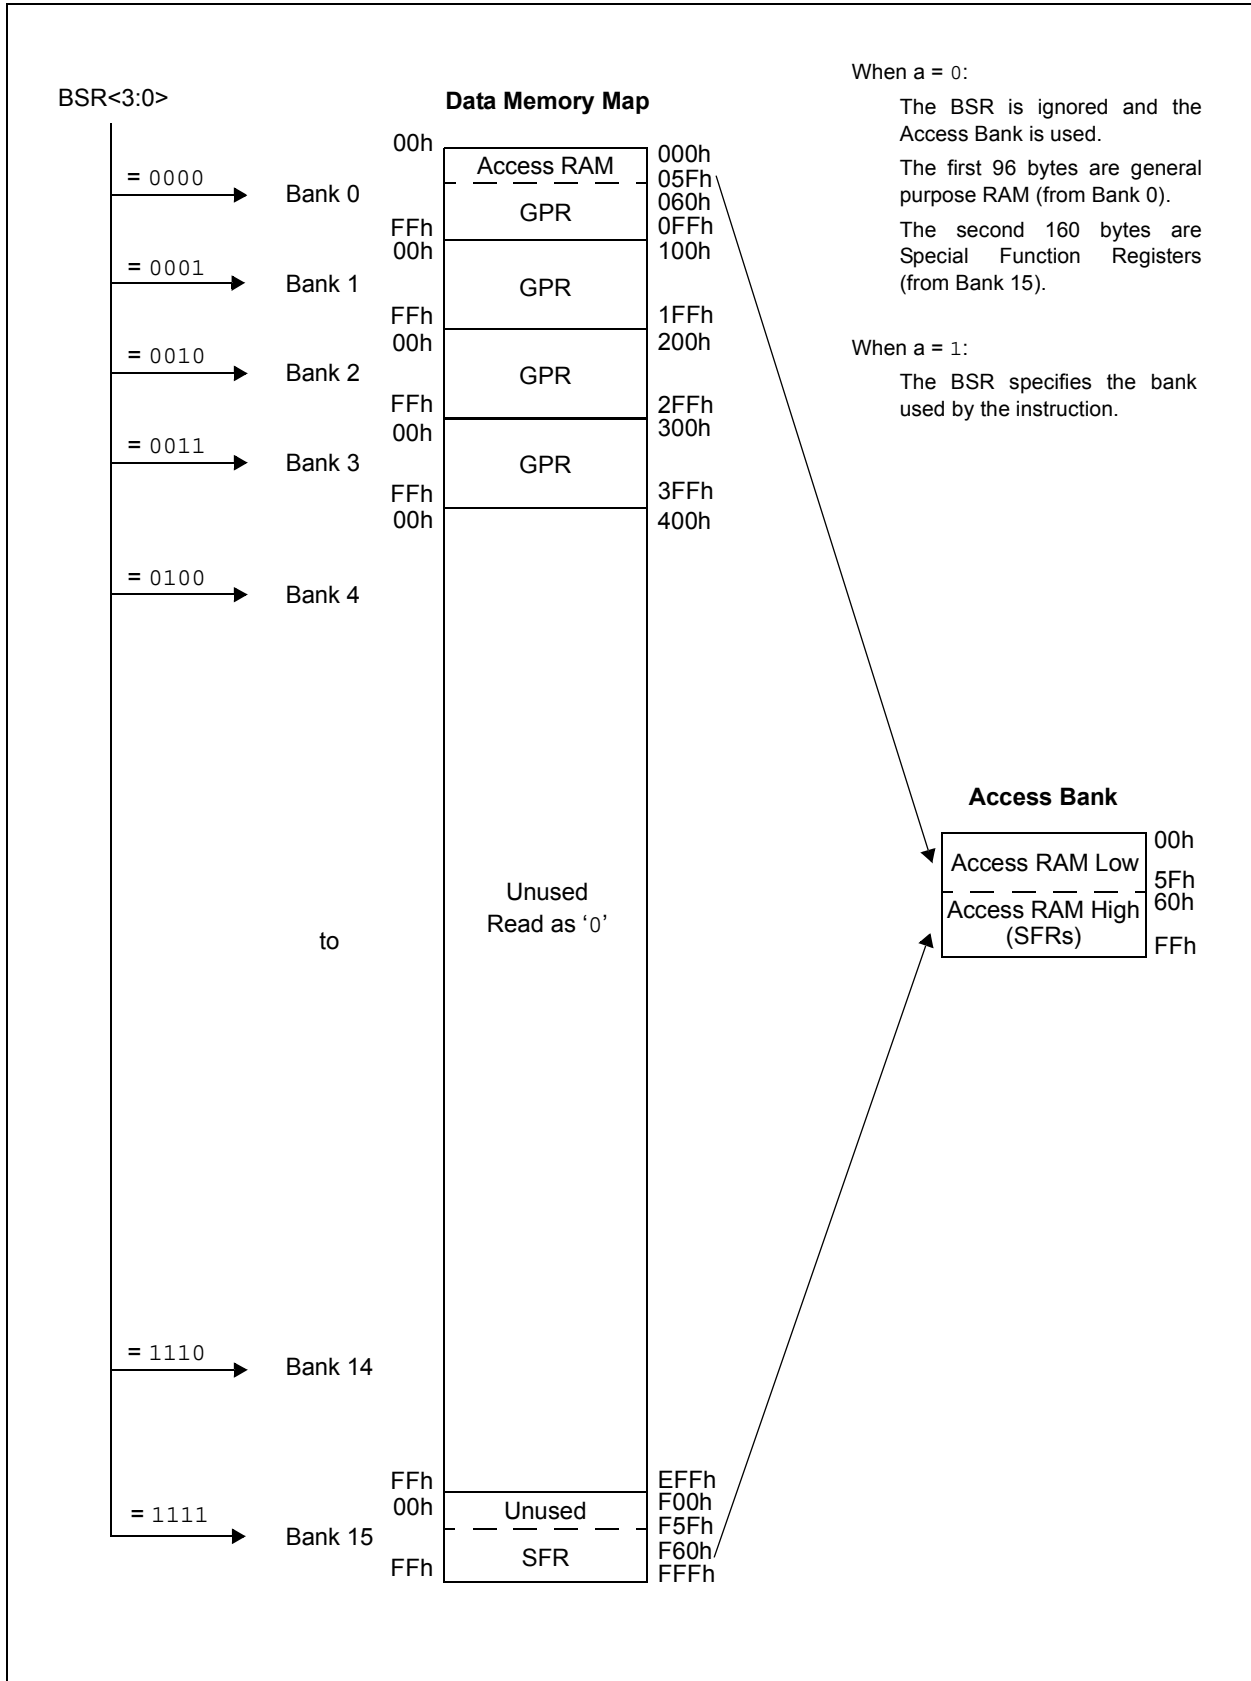 BSR<3:0>
Data Memory Map
= 0000
Bank 0
00h
Access RAM
000h
05Fh
GPR
060h
FFh
0FFh
= 0001
Bank 1
00h
GPR
100h
FFh
1FFh
= 0010
Bank 2
00h
GPR
200h
FFh
2FFh
= 0011
Bank 3
00h
GPR
300h
FFh
3FFh
00h
400h
= 0100
Bank 4
to
Unused
Read as ‘0’
= 1110
Bank 14
FFh
EFFh
= 1111
Bank 15
00h
Unused
F00h
F5Fh
SFR
F60h
FFh
FFFh
When a = 0:
The BSR is ignored and the
Access Bank is used.
The first 96 bytes are general
purpose RAM (from Bank 0).
The second 160 bytes are
Special Function Registers
(from Bank 15).
When a = 1:
The BSR specifies the bank
used by the instruction.
Access Bank
Access RAM Low
00h
5Fh
Access RAM High
(SFRs)
60h
FFh